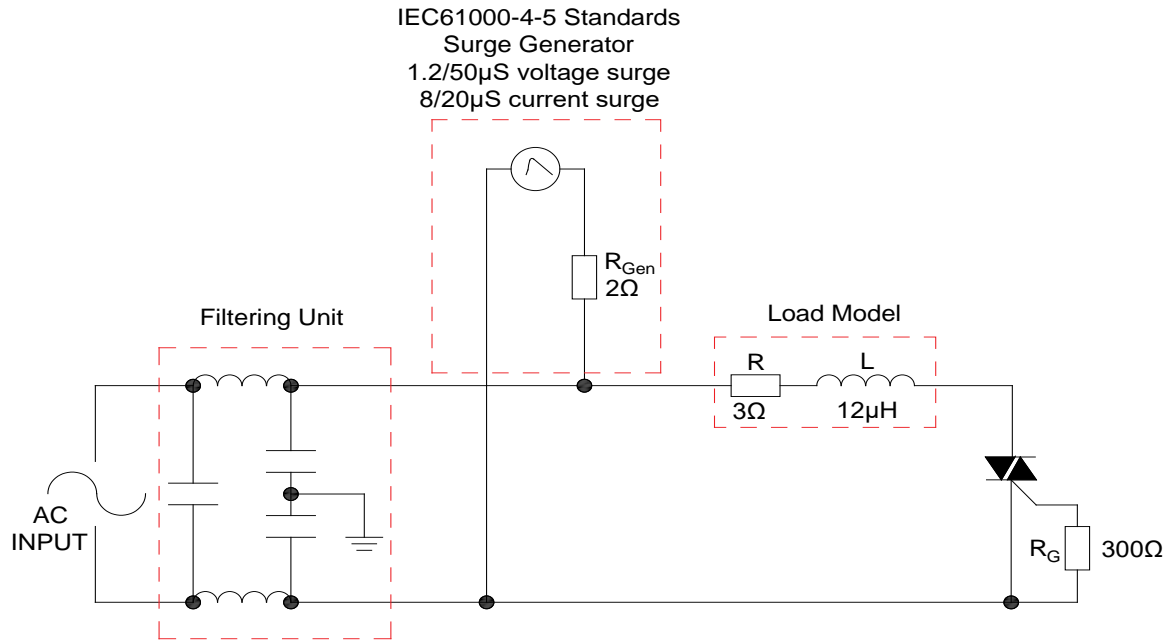 IEC61000-4-5 Standards
Surge Generator
1.2/50µS voltage surge
8/20µS current surge
RGen
2Ω
Filtering Unit
Load Model
R
L
3Ω
12µH
AC
INPUT
RG
300Ω